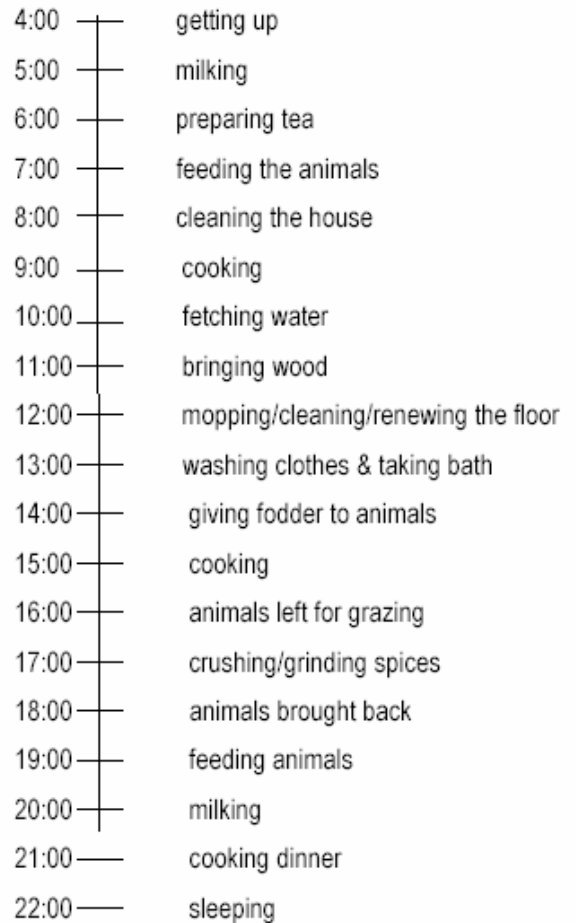 4:00 getting up
5:00 milking
6:00 preparing tea
7:00 feeding the animals
8:00 cleaning the house
9:00 cooking
10:00 fetching water
11:00 bringing wood
12:00 mopping/cleaning/renewing the floor
13:00 washing clothes & taking bath
14:00 giving fodder to animals
15:00 cooking
16:00 animals left for grazing
17:00 crushing/grinding spices
18:00 animals brought back
19:00 feeding animals
20:00 milking
21:00 cooking dinner
22:00 sleeping